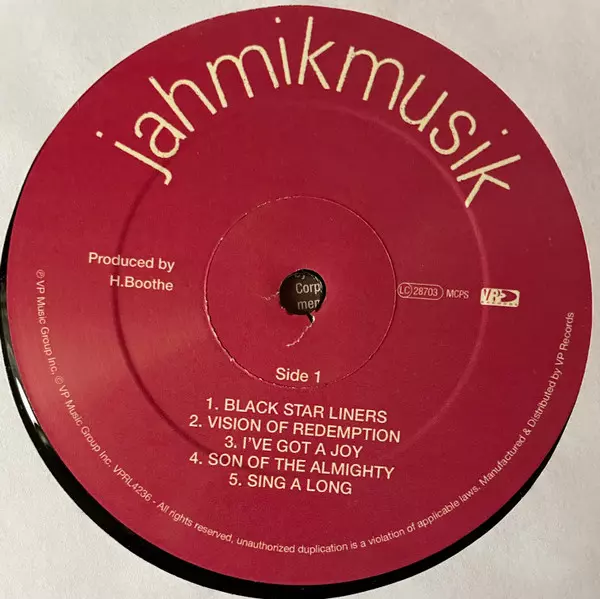 jahmikmusik
Produced by
H.Boothe
LC 28703 MCPS
VP
Corp
mer
Side 1
1. BLACK STAR LINERS
2. VISION OF REDEMPTION
3. I'VE GOT A JOY
4. SON OF THE ALMIGHTY
5. SING A LONG
℗ VP Music Group Inc. © VP Music Group Inc. VPRL4236 - All rights reserved, unauthorized duplication is a violation of applicable laws. Manufactured & Distributed by VP Records